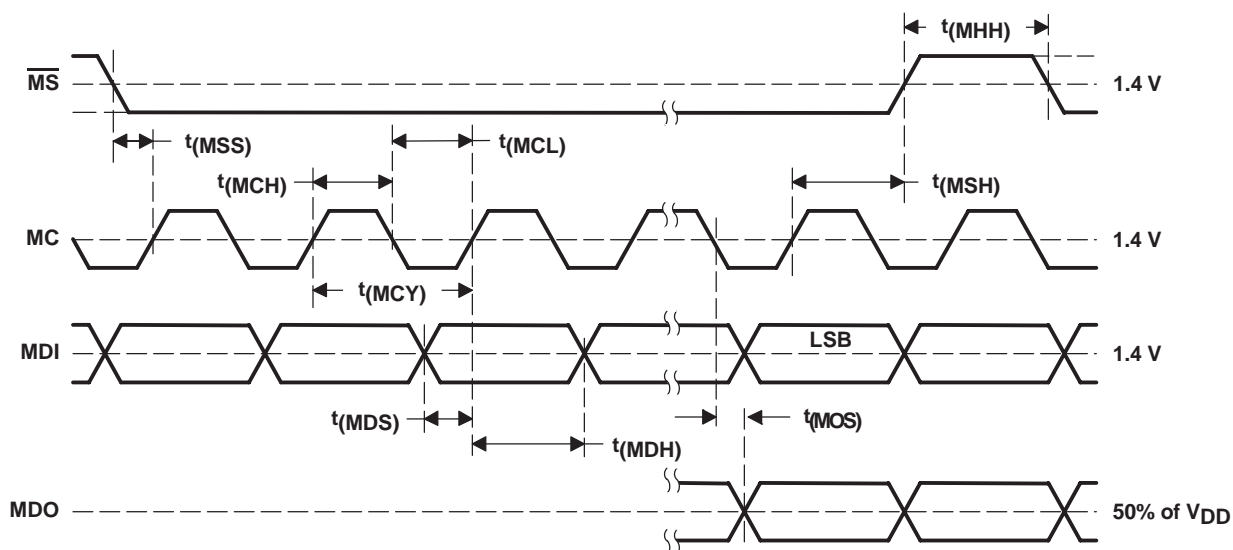 t(MHH)
MS
1.4 V
t(MSS)
t(MCL)
t(MCH)
t(MSH)
MC
1.4 V
t(MCY)
LSB
MDI
1.4 V
t(MDS)
t(MOS)
t(MDH)
MDO
50% of VDD